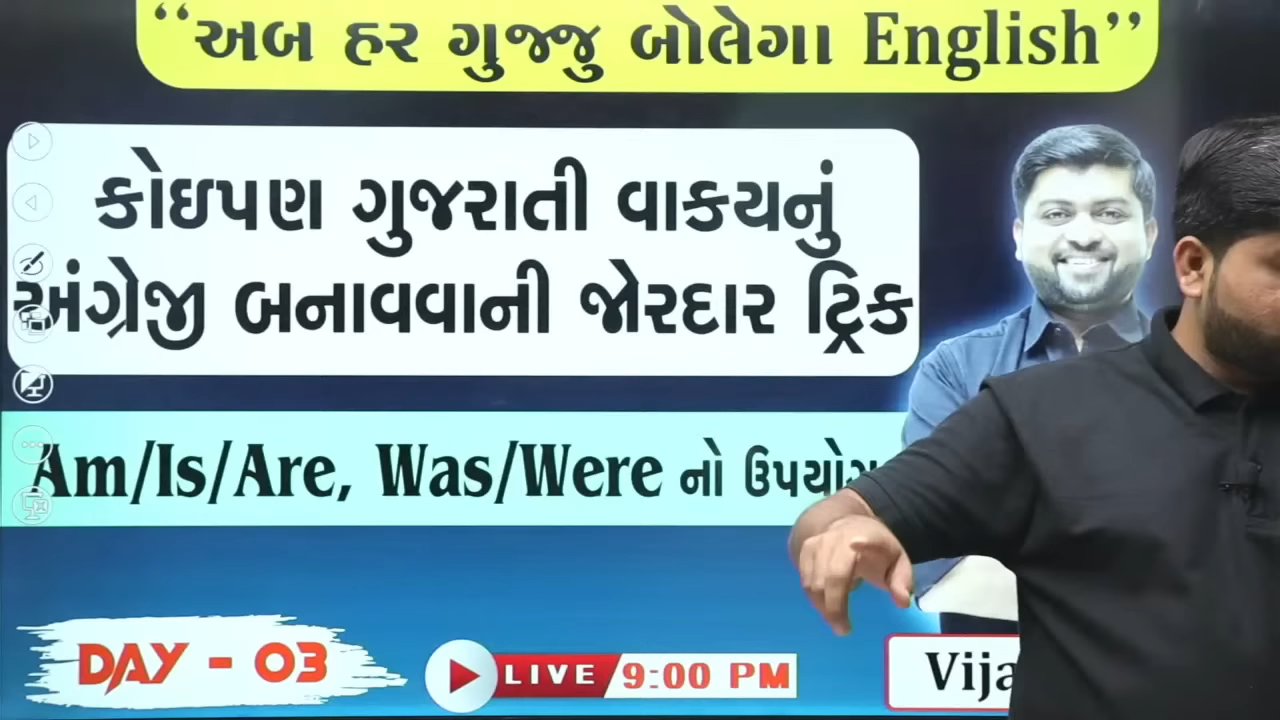 “અબ હર ગુજ્જુ બોલેગા English”
કોઇપણ ગુજરાતી વાક્યનું
અંગ્રેજી બનાવવાની જોરદાર ટ્રિક
Am/Is/Are, Was/Were નો
DAY - 03
LIVE 9:00 PM